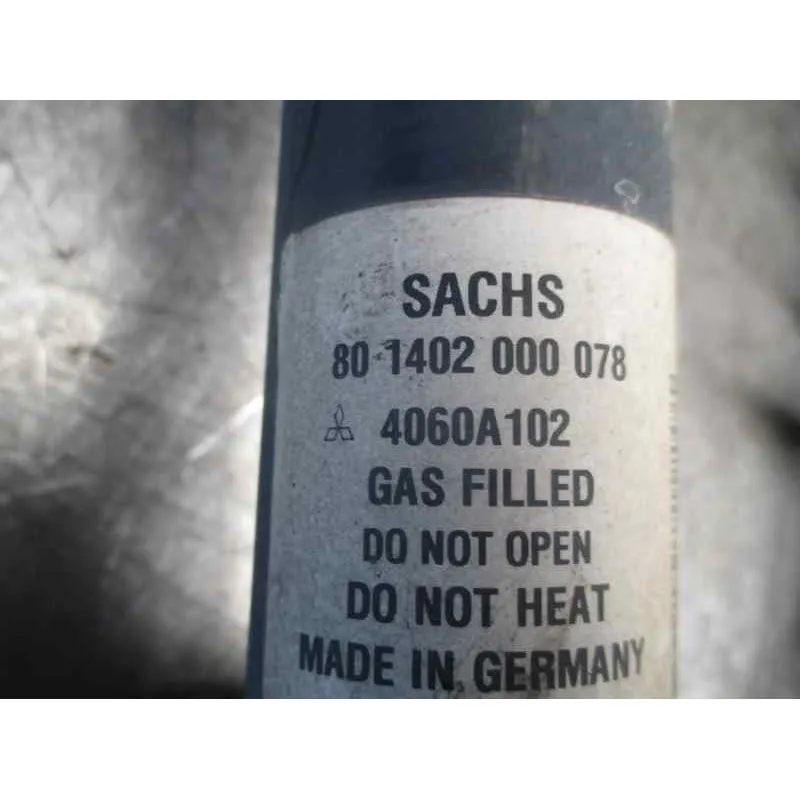 SACHS
80 1402 000 078
4060A102
GAS FILLED
DO NOT OPEN
DO NOT HEAT
MADE IN GERMANY